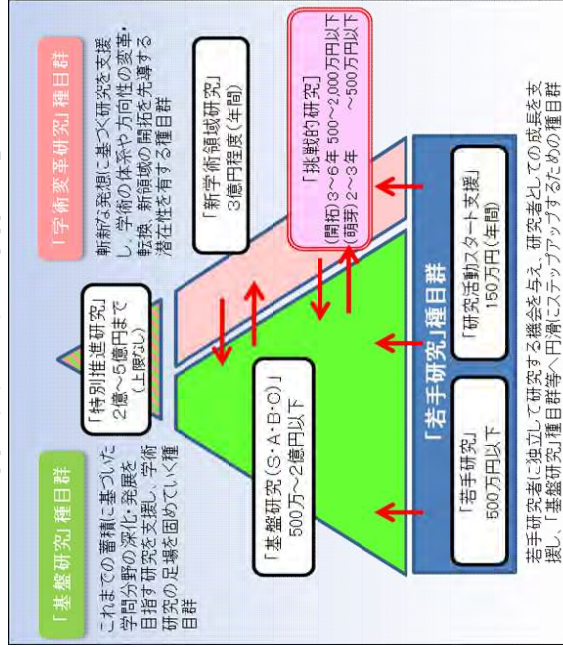 「基盤研究」種目群
これまでの蓄積に基づいた
学問分野の深化・発展を
目指す研究を支援し、学術
研究の足場を固めていく種
目群
「学術変革研究」種目群
斬新な発想に基づく研究を支援
し、学術の体系や方向性の変革・
転換、新領域の開拓を先導する
潜在性を有する種目群
「特別推進研究」
2億～5億円まで
(上限なし)
「新学術領域研究」
3億円程度(年間)
「基盤研究(S・A・B・C)」
500万～2億円以下
「挑戦的研究」
(開拓)3～6年 500～2,000万円以下
(萌芽)2～3年 ～500万円以下
「若手研究」種目群
「若手研究」
500万円以下
「研究活動スタート支援」
150万円(年間)
若手研究者に独立して研究する機会を与え、研究者としての成長を支
援し、「基盤研究」種目群等へ円滑にステップアップするための種目群